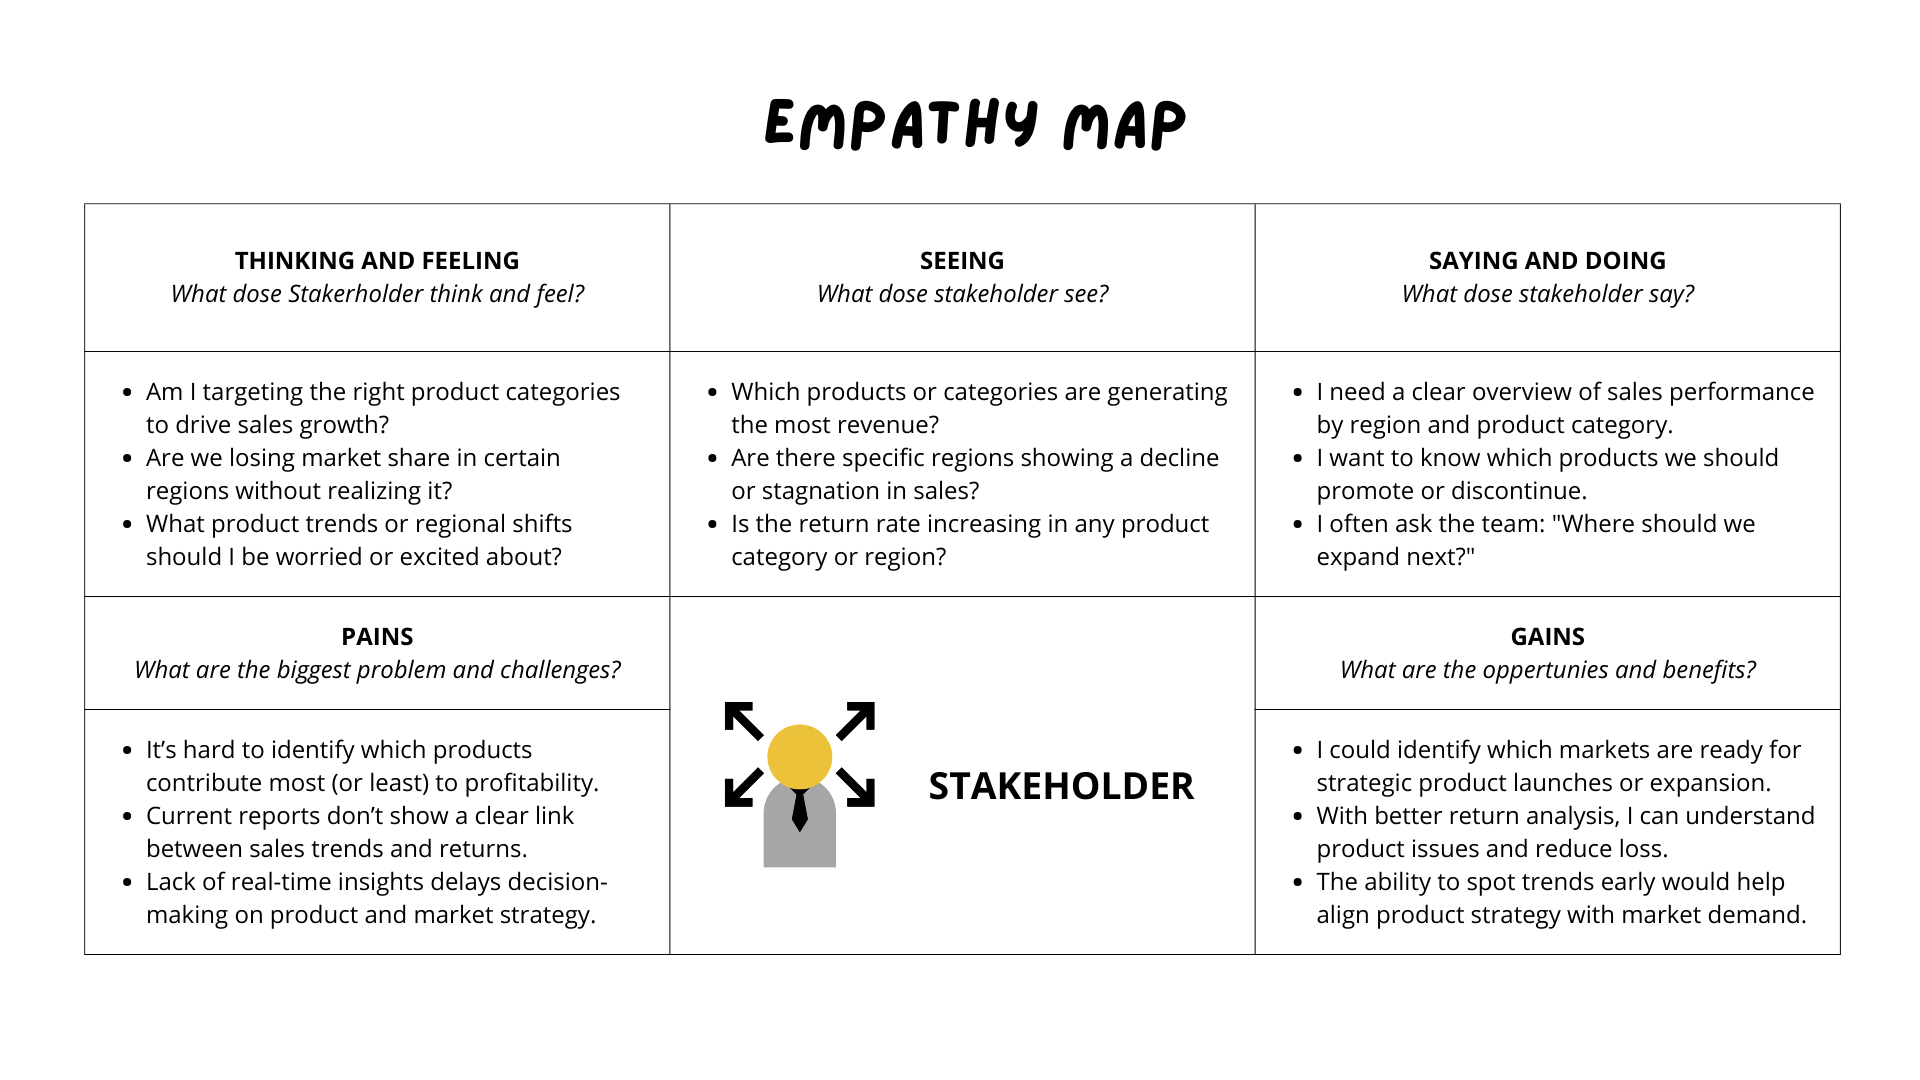 EMPATHY MAP
THINKING AND FEELING
What dose Stakerholder think and feel?
SEEING
What dose stakeholder see?
SAYING AND DOING
What dose stakeholder say?
• Am I targeting the right product categories
to drive sales growth?
• Are we losing market share in certain
regions without realizing it?
• What product trends or regional shifts
should I be worried or excited about?
• Which products or categories are generating
the most revenue?
• Are there specific regions showing a decline
or stagnation in sales?
• Is the return rate increasing in any product
category or region?
• I need a clear overview of sales performance
by region and product category.
• I want to know which products we should
promote or discontinue.
• I often ask the team: "Where should we
expand next?"
PAINS
What are the biggest problem and challenges?
• It’s hard to identify which products
contribute most (or least) to profitability.
• Current reports don’t show a clear link
between sales trends and returns.
• Lack of real-time insights delays decision-
making on product and market strategy.
STAKEHOLDER
GAINS
What are the oppertunies and benefits?
• I could identify which markets are ready for
strategic product launches or expansion.
• With better return analysis, I can understand
product issues and reduce loss.
• The ability to spot trends early would help
align product strategy with market demand.